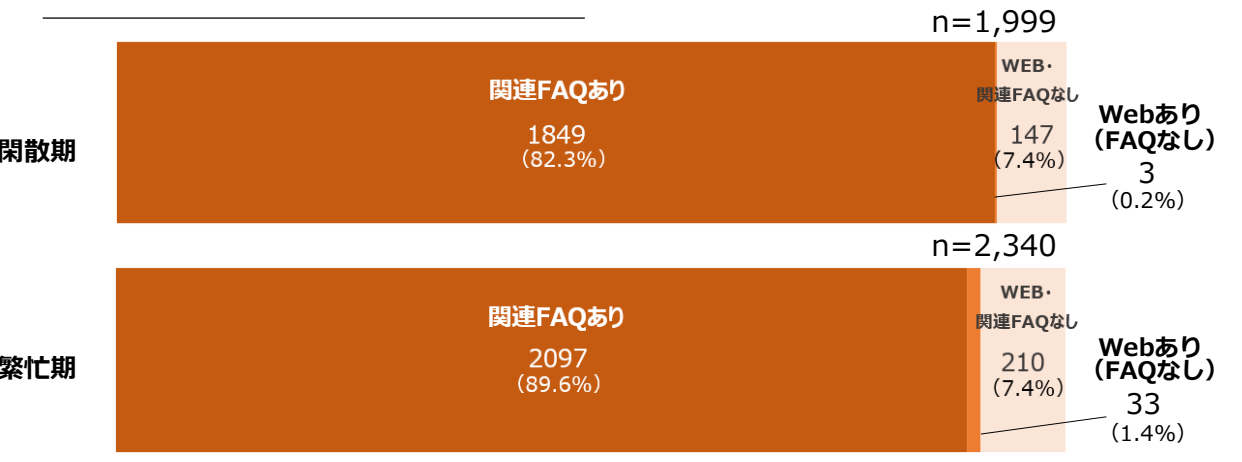 n=1,999
閑散期
関連FAQあり
1849
（82.3%）
WEB・
関連FAQなし
147
（7.4%）
Webあり
（FAQなし）
3
（0.2%）
n=2,340
繁忙期
関連FAQあり
2097
（89.6%）
WEB・
関連FAQなし
210
（7.4%）
Webあり
（FAQなし）
33
（1.4%）